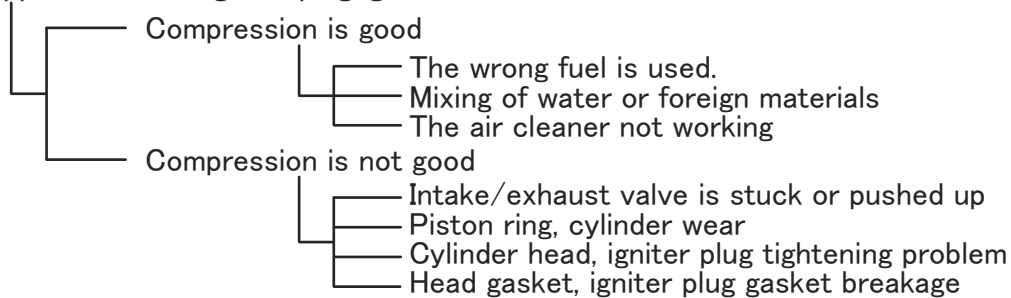 Compression is good
The wrong fuel is used.
Mixing of water or foreign materials
The air cleaner not working
Compression is not good
Intake/exhaust valve is stuck or pushed up
Piston ring, cylinder wear
Cylinder head, igniter plug tightening problem
Head gasket, igniter plug gasket breakage